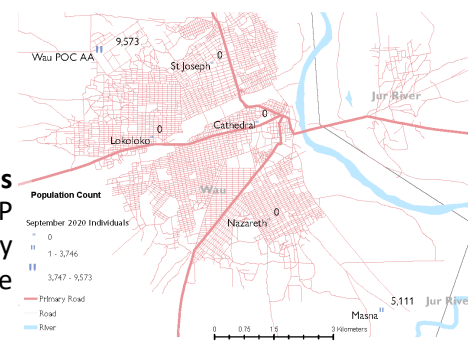 9,573
Wau POC AA
St Joseph
0
Jur River
0
Cathedral
0
Lokoloko
s
Population Count
P
Wau
September 2020 Individuals
0
Nazareth
0
y
1 - 3,746
3,747 - 9,573
e
Primary Road
5,111
Jur Rive
Road
Masna
River
0 0.75 1.5 3 Kilometers